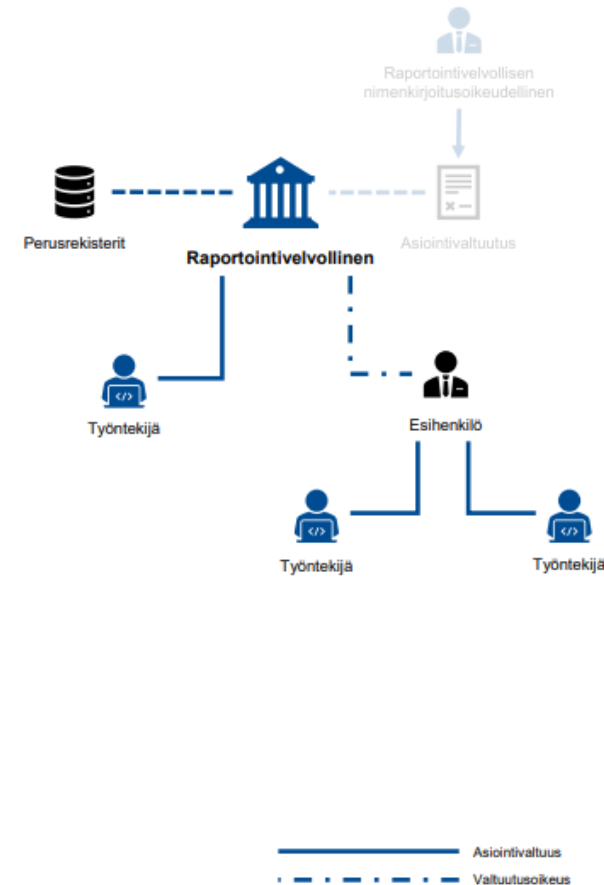 Raportointivelvollisen
nimenkirjoitusoikeudellinen
Perusrekisterit
Raportointivelvollinen
Asiointivaltuutus
Työntekijä
Esihenkilö
Työntekijä
Työntekijä
Asiointivaltuus
Valtuutusoikeus